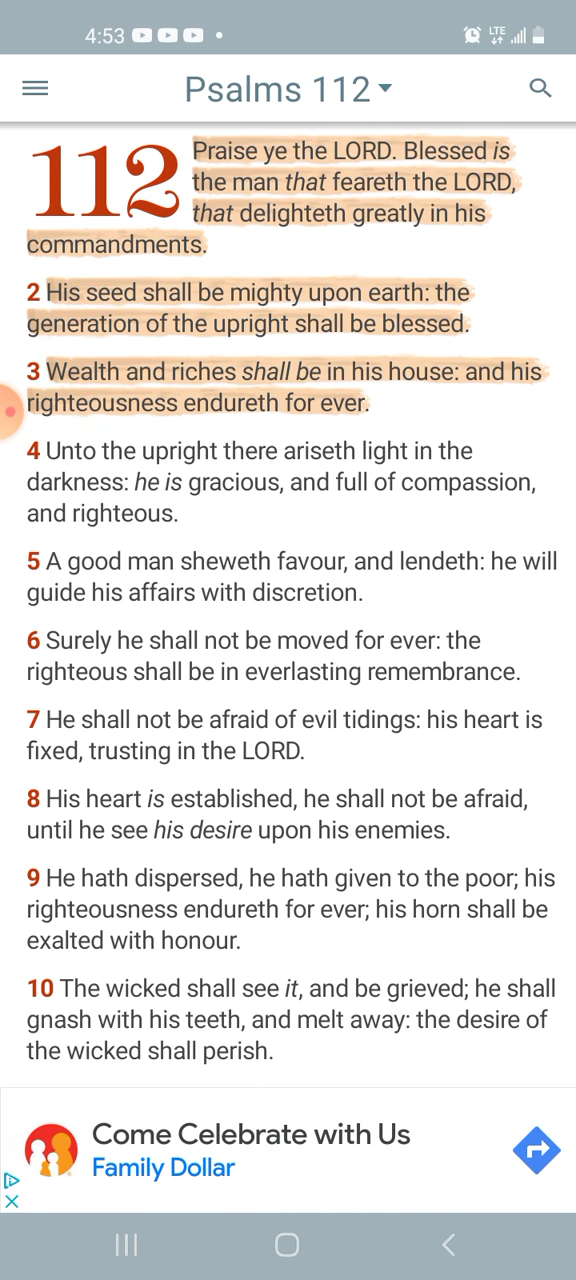 4:53
LTE
Psalms 112
112 Praise ye the LORD. Blessed is
the man that feareth the LORD,
that delighteth greatly in his
commandments.
2 His seed shall be mighty upon earth: the
generation of the upright shall be blessed.
3 Wealth and riches shall be in his house: and his
righteousness endureth for ever.
4 Unto the upright there ariseth light in the
darkness: he is gracious, and full of compassion,
and righteous.
5 A good man sheweth favour, and lendeth: he will
guide his affairs with discretion.
6 Surely he shall not be moved for ever: the
righteous shall be in everlasting remembrance.
7 He shall not be afraid of evil tidings: his heart is
fixed, trusting in the LORD.
8 His heart is established, he shall not be afraid,
until he see his desire upon his enemies.
9 He hath dispersed, he hath given to the poor; his
righteousness endureth for ever; his horn shall be
exalted with honour.
10 The wicked shall see it, and be grieved; he shall
gnash with his teeth, and melt away: the desire of
the wicked shall perish.
Come Celebrate with Us
Family Dollar